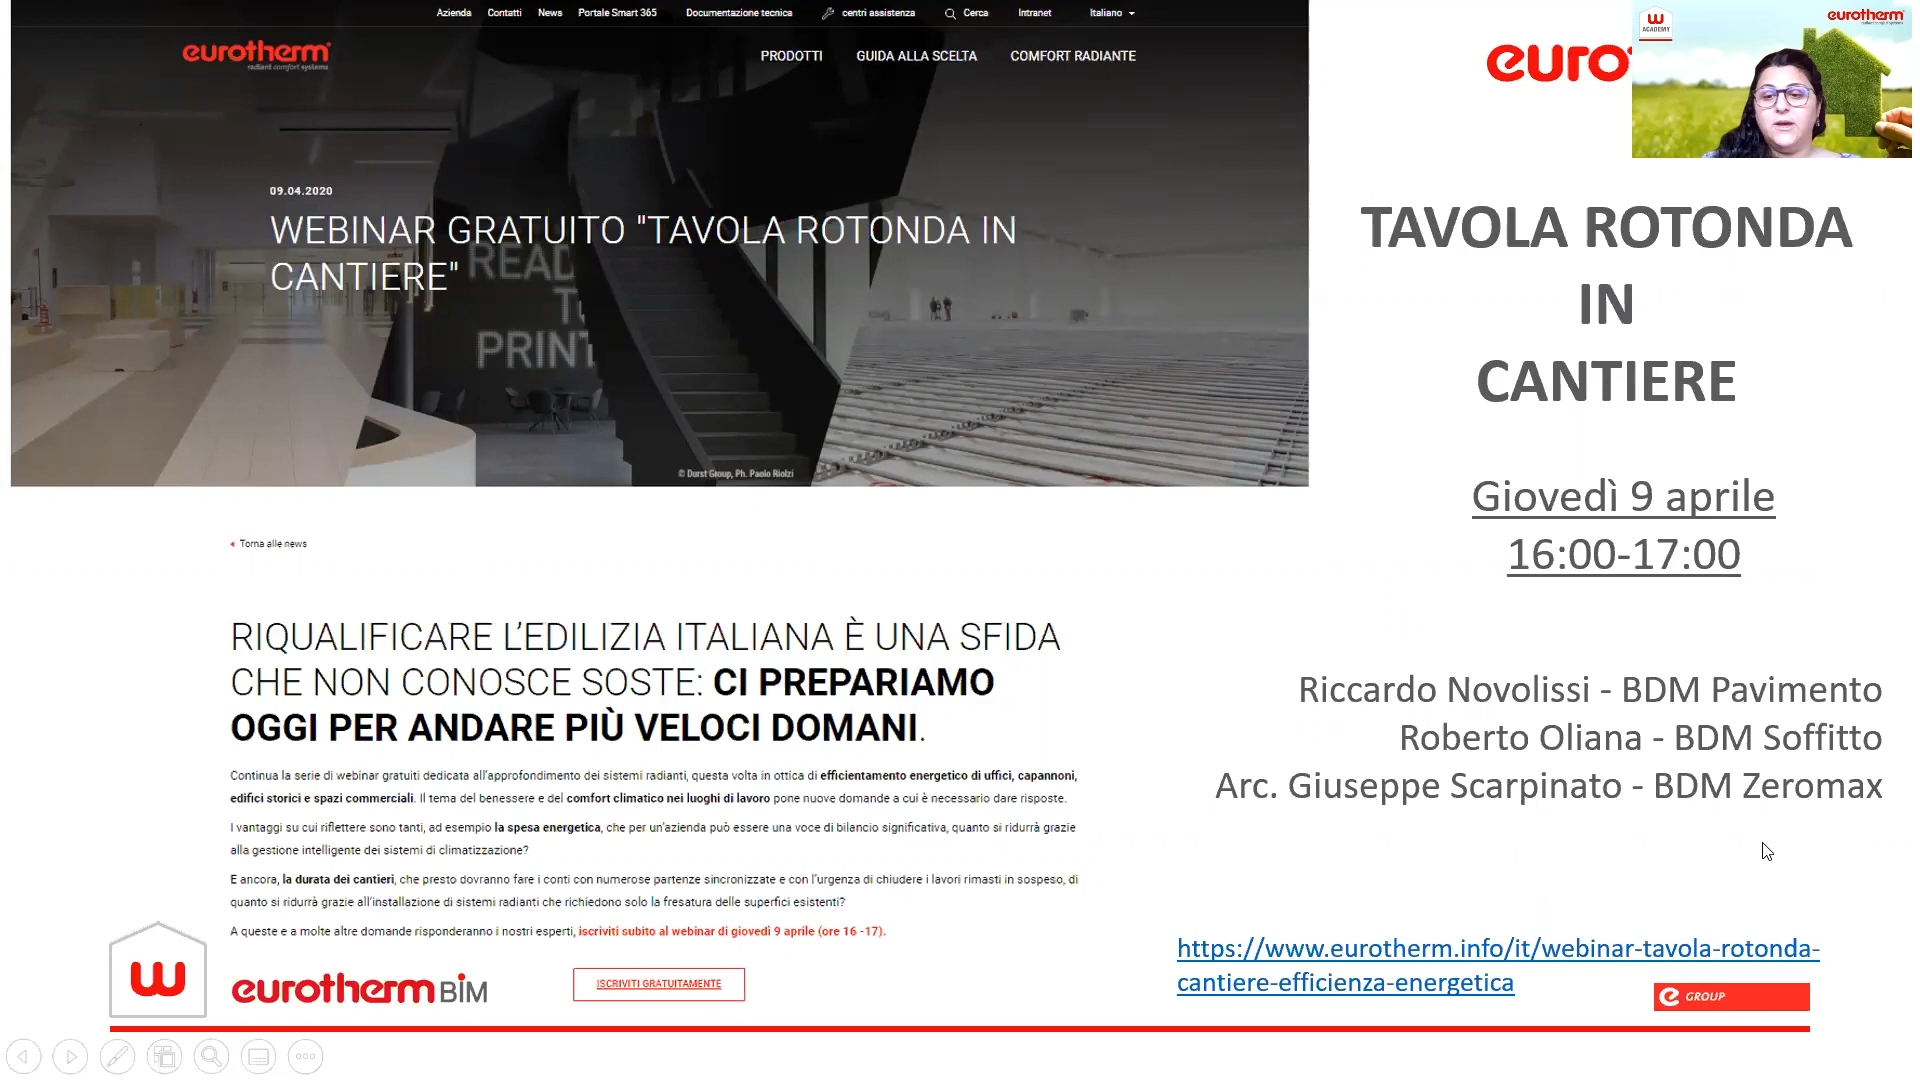 Azienda Contatti News Portale Smart 365 Documentazione tecnica centri assistenza Cerca Intranet Italiano
eurotherm
radiant comfort systems
PRODOTTI GUIDA ALLA SCELTA COMFORT RADIANTE
09.04.2020
WEBINAR GRATUITO "TAVOLA ROTONDA IN
CANTIERE"
READ
PRINT
© Durst Group, Ph. Paolo Riolzi
Torna alle news
RIQUALIFICARE L’EDILIZIA ITALIANA È UNA SFIDA
CHE NON CONOSCE SOSTE: CI PREPARIAMO
OGGI PER ANDARE PIÙ VELOCI DOMANI.
Continua la serie di webinar gratuiti dedicata all’approfondimento dei sistemi radianti, questa volta in ottica di efficientamento energetico di uffici, capannoni,
edifici storici e spazi commerciali. Il tema del benessere e del comfort climatico nei luoghi di lavoro pone nuove domande a cui è necessario dare risposte.
I vantaggi su cui riflettere sono tanti, ad esempio la spesa energetica, che per un’azienda può essere una voce di bilancio significativa, quanto si ridurrà grazie
alla gestione intelligente dei sistemi di climatizzazione?
E ancora, la durata dei cantieri, che presto dovranno fare i conti con numerose partenze sincronizzate e con l’urgenza di chiudere i lavori rimasti in sospeso, di
quanto si ridurrà grazie all’installazione di sistemi radianti che richiedono solo la fresatura delle superfici esistenti?
A queste e a molte altre domande risponderanno i nostri esperti, iscriviti subito al webinar di giovedì 9 aprile (ore 16 -17).
ISCRIVITI GRATUITAMENTE
w
eurotherm BIM
euro
w
ACADEMY
eurotherm
TAVOLA ROTONDA
IN
CANTIERE
Giovedì 9 aprile
16:00-17:00
Riccardo Novolissi - BDM Pavimento
Roberto Oliana - BDM Soffitto
Arc. Giuseppe Scarpinato - BDM Zeromax
https://www.eurotherm.info/it/webinar-tavola-rotonda-
cantiere-efficienza-energetica
e GROUP